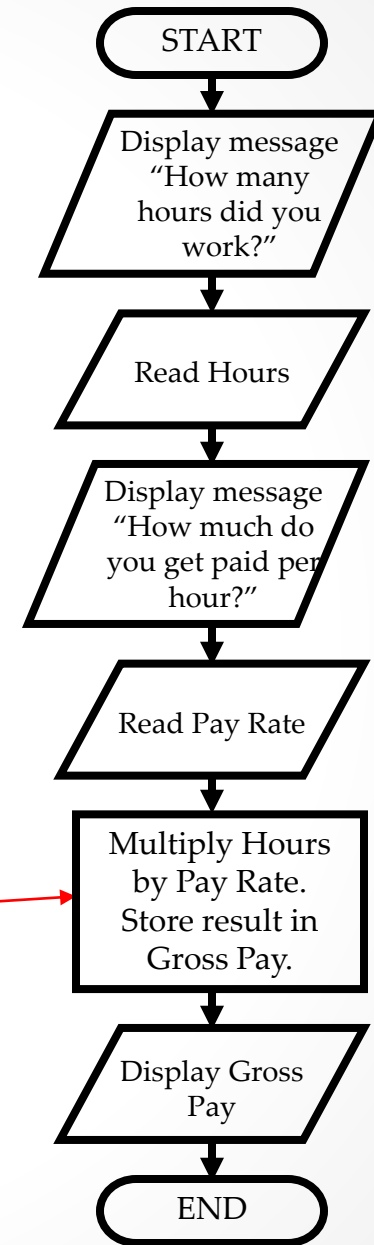 START
Display message
“How many
hours did you
work?”
Read Hours
Display message
“How much do
you get paid per
hour?”
Read Pay Rate
Multiply Hours
by Pay Rate.
Store result in
Gross Pay.
Display Gross
Pay
END